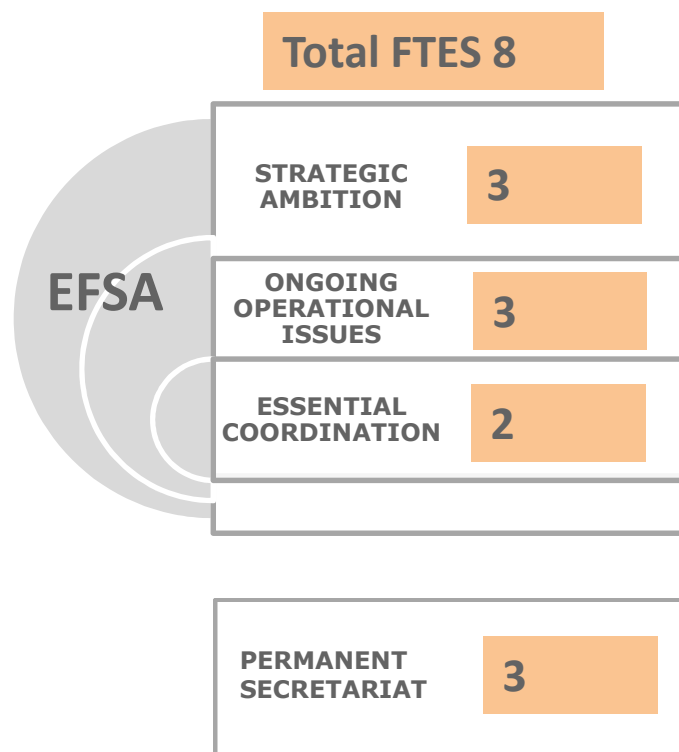 Total FTES 8
STRATEGIC
AMBITION
3
EFSA
ONGOING
OPERATIONAL
ISSUES
3
ESSENTIAL
COORDINATION
2
PERMANENT
SECRETARIAT
3